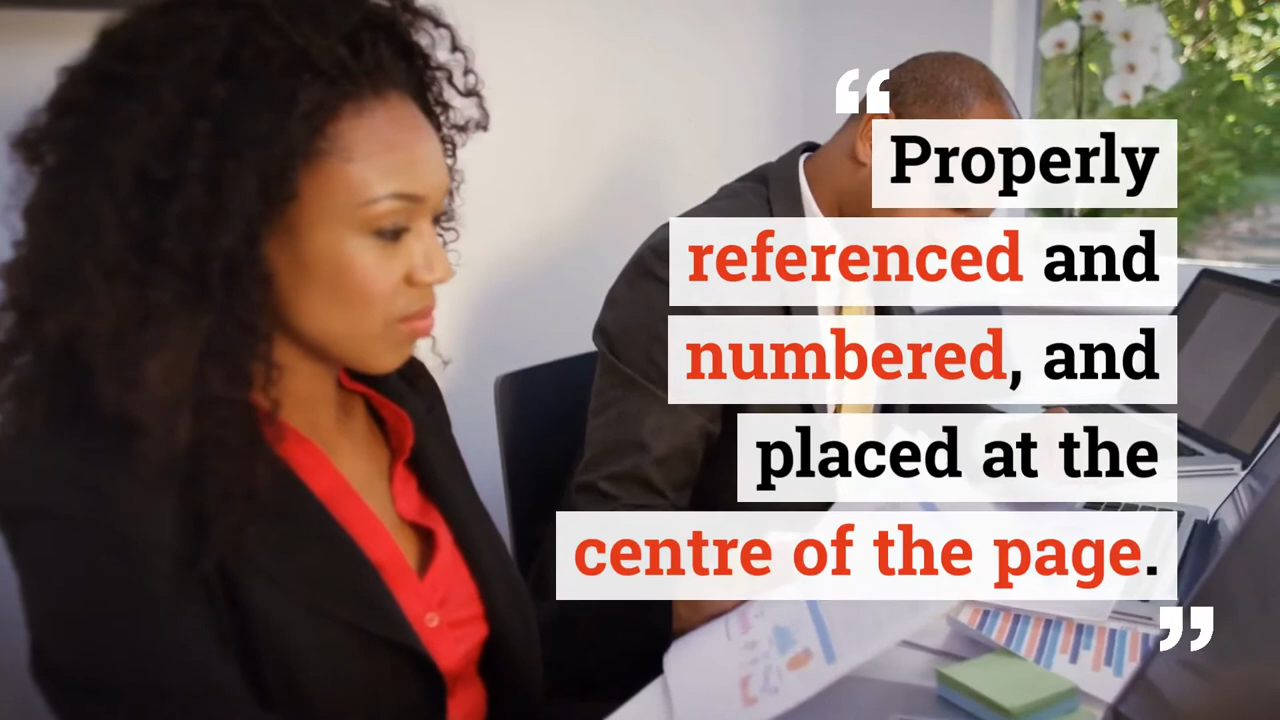 “
Properly
referenced and
numbered, and
placed at the
centre of the page.
”